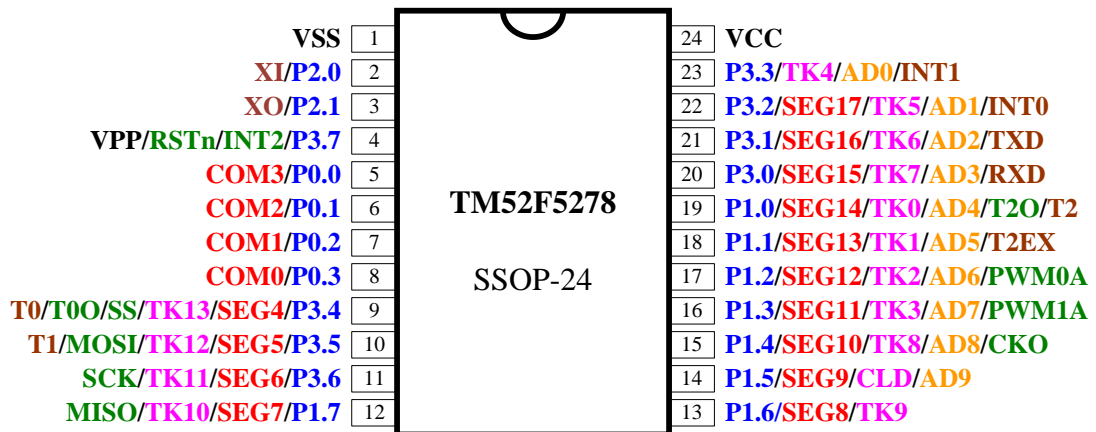 VSS 1 24 VCC
XI/P2.0 2 23 P3.3/TK4/AD0/INT1
XO/P2.1 3 22 P3.2/SEG17/TK5/AD1/INT0
VPP/RSTn/INT2/P3.7 4 21 P3.1/SEG16/TK6/AD2/TXD
COM3/P0.0 5 20 P3.0/SEG15/TK7/AD3/RXD
COM2/P0.1 6 TM52F5278 19 P1.0/SEG14/TK0/AD4/T2O/T2
COM1/P0.2 7 18 P1.1/SEG13/TK1/AD5/T2EX
COM0/P0.3 8 SSOP-24 17 P1.2/SEG12/TK2/AD6/PWM0A
T0/T0O/SS/TK13/SEG4/P3.4 9 16 P1.3/SEG11/TK3/AD7/PWM1A
T1/MOSI/TK12/SEG5/P3.5 10 15 P1.4/SEG10/TK8/AD8/CKO
SCK/TK11/SEG6/P3.6 11 14 P1.5/SEG9/CLD/AD9
MISO/TK10/SEG7/P1.7 12 13 P1.6/SEG8/TK9